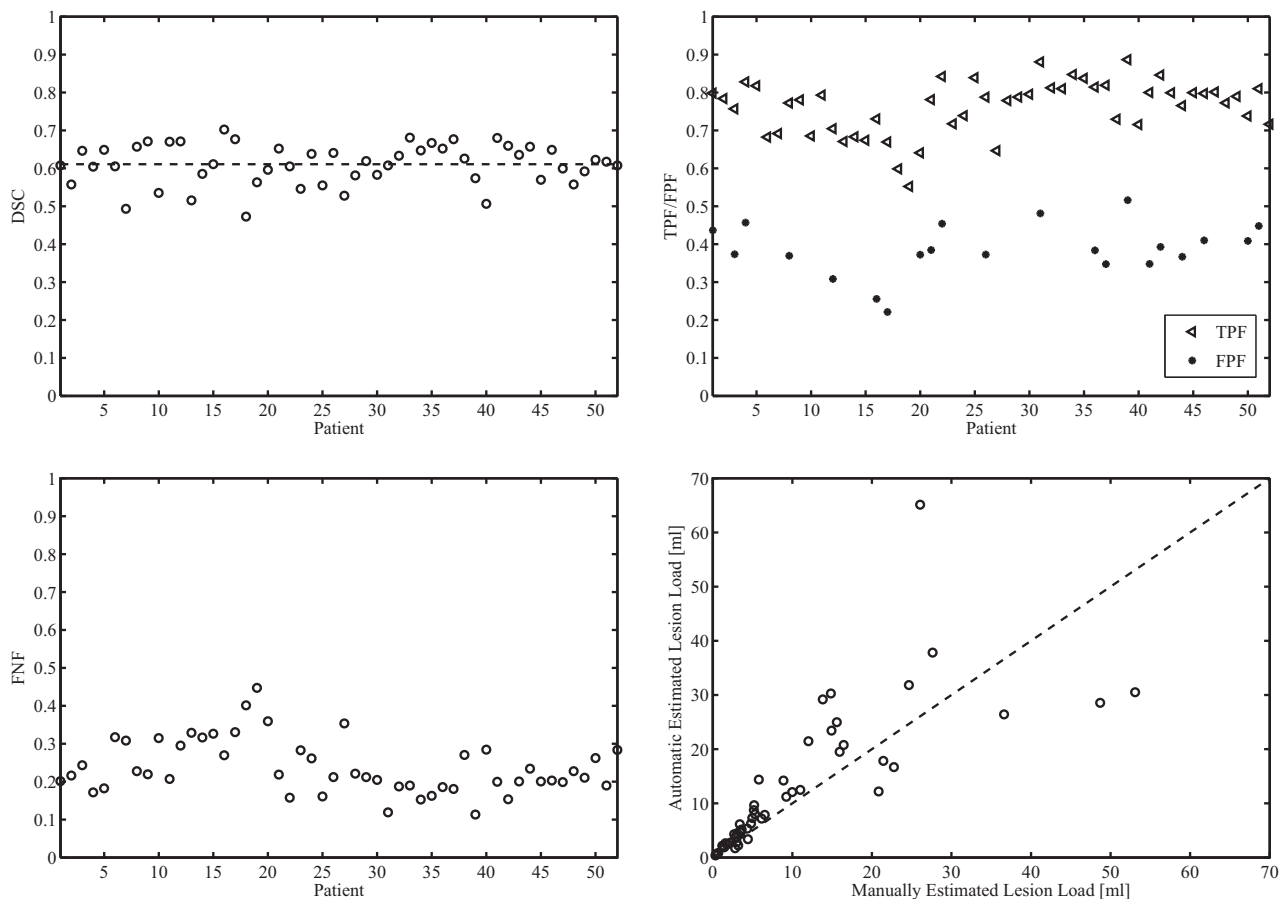 1
0.9
0.8
0.7
0.6
0.5
0.4
0.3
0.2
0.1
0
DSC
5 10 15 20 25 30 35 40 45 50
Patient
1
0.9
0.8
0.7
0.6
0.5
0.4
0.3
0.2
0.1
0
TPF/FPF
TPF
FPF
5 10 15 20 25 30 35 40 45 50
Patient
1
0.9
0.8
0.7
0.6
0.5
0.4
0.3
0.2
0.1
0
FNF
5 10 15 20 25 30 35 40 45 50
Patient
70
60
50
40
30
20
10
0
Automatic Estimated Lesion Load [ml]
0 10 20 30 40 50 60 70
Manually Estimated Lesion Load [ml]